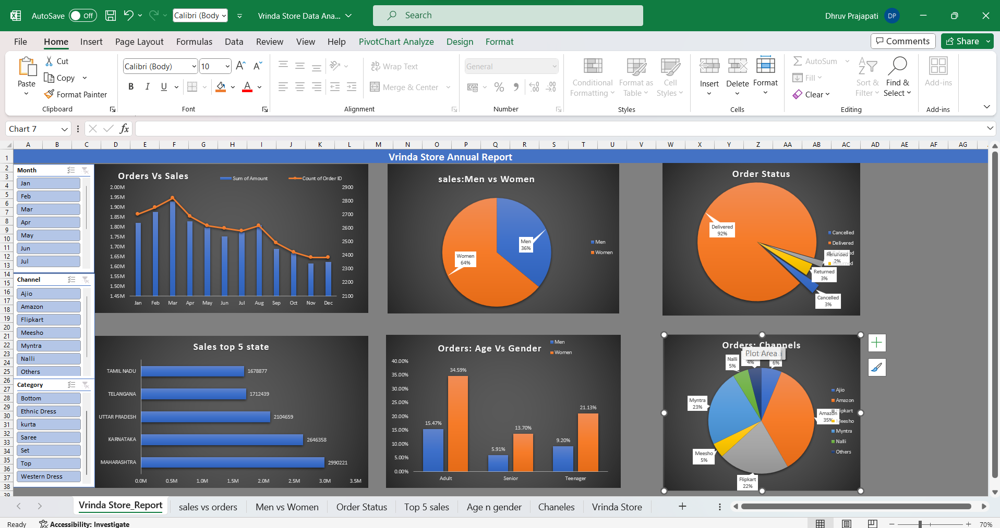 AutoSave Off Calibri (Body Vrinda Store Data Ana... Search Dhruv Prajapati DP
File Home Insert Page Layout Formulas Data Review View Help PivotChart Analyze Design Format Comments Share
Paste
Cut
Copy
Format Painter
Clipboard
Calibri (Body) 10
B I U
Font
Wrap Text
Merge & Center
Alignment
General
Number
Conditional Formatting
Format as Table
Cell Styles
Styles
Insert
Delete
Format
Cells
AutoSum
Fill
Clear
Sort & Filter
Find & Select
Editing
Add-ins
Add-ins
Chart 7 fx
A B C D E F G H I J K L M N O P Q R S T U V W X Y Z AA AB AC AD AE AF AG
1
2
3
4
5
6
7
8
9
10
11
12
13
14
15
16
17
18
19
20
21
22
23
24
25
26
27
28
29
30
31
32
33
34
35
36
37
38
39
Vrinda Store Annual Report
Month
Jan
Feb
Mar
Apr
May
Jun
Jul
Channel
Ajio
Amazon
Flipkart
Meesho
Myntra
Nalli
Others
Category
Bottom
Ethnic Dress
kurta
Saree
Set
Top
Western Dress
Orders Vs Sales
Sum of Amount Count of Order ID
2.00M
1.95M
1.90M
1.85M
1.80M
1.75M
1.70M
1.65M
1.60M
1.55M
1.50M
1.45M
2900
2800
2700
2600
2500
2400
2300
2200
2100
Jan Feb Mar Apr May Jun Jul Aug Sep Oct Nov Dec
sales:Men vs Women
Men
36%
Women
64%
Men
Women
Order Status
Delivered
92%
Refunded
2%
Returned
3%
Cancelled
3%
Cancelled
Delivered
Sales top 5 state
TAMIL NADU 1678877
TELANGANA 1712439
UTTAR PRADESH 2104659
KARNATAKA 2646358
MAHARASHTRA 2990221
0.0M 0.5M 1.0M 1.5M 2.0M 2.5M 3.0M 3.5M
Orders: Age Vs Gender
Men
Women
40.00%
35.00%
30.00%
25.00%
20.00%
15.00%
10.00%
5.00%
0.00%
15.47% 34.59%
5.91% 13.70%
9.20% 21.13%
Adult Senior Teenager
Orders: Channels
Plot Area
Nalli
5%
4%
6%
Myntra
23%
Amazon
35%
Meesho
5%
Flipkart
22%
Ajio
Amazon
Flipkart
Meesho
Myntra
Nalli
Others
Vrinda Store_Report sales vs orders Men vs Women Order Status Top 5 sales Age n gender Chaneles Vrinda Store
Ready Accessibility: Investigate 70%